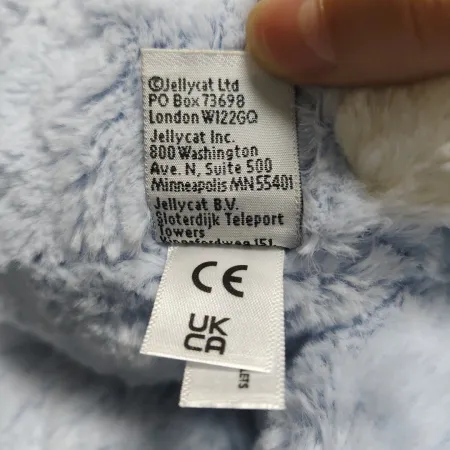 ©Jellycat Ltd
PO Box 73698
London W122GQ
Jellycat Inc.
800 Washington
Ave. N, Suite 500
Minneapolis MN 55401
Jellycat B.V.
Sloterdijk Teleport
Towers
CE
UK
CA